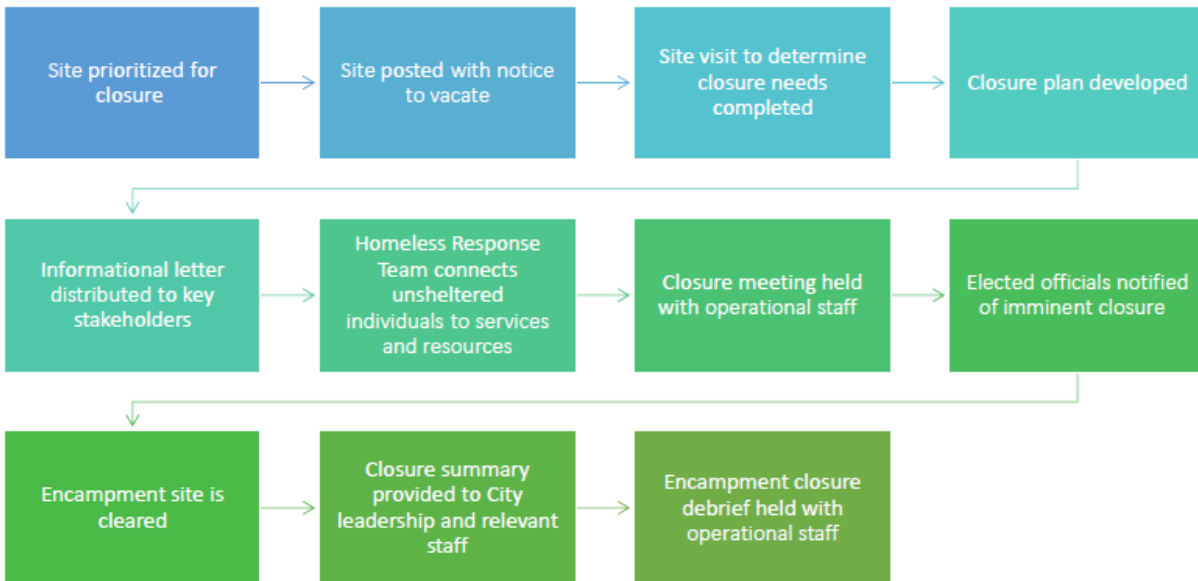 Site prioritized for
closure
Site posted with notice
to vacate
Site visit to determine
closure needs
completed
Closure plan developed
Informational letter
distributed to key
stakeholders
Homeless Response
Team connects
unsheltered
individuals to services
and resources
Closure meeting held
with operational staff
Elected officials notified
of imminent closure
Encampment site is
cleared
Closure summary
provided to City
leadership and relevant
staff
Encampment closure
debrief held with
operational staff